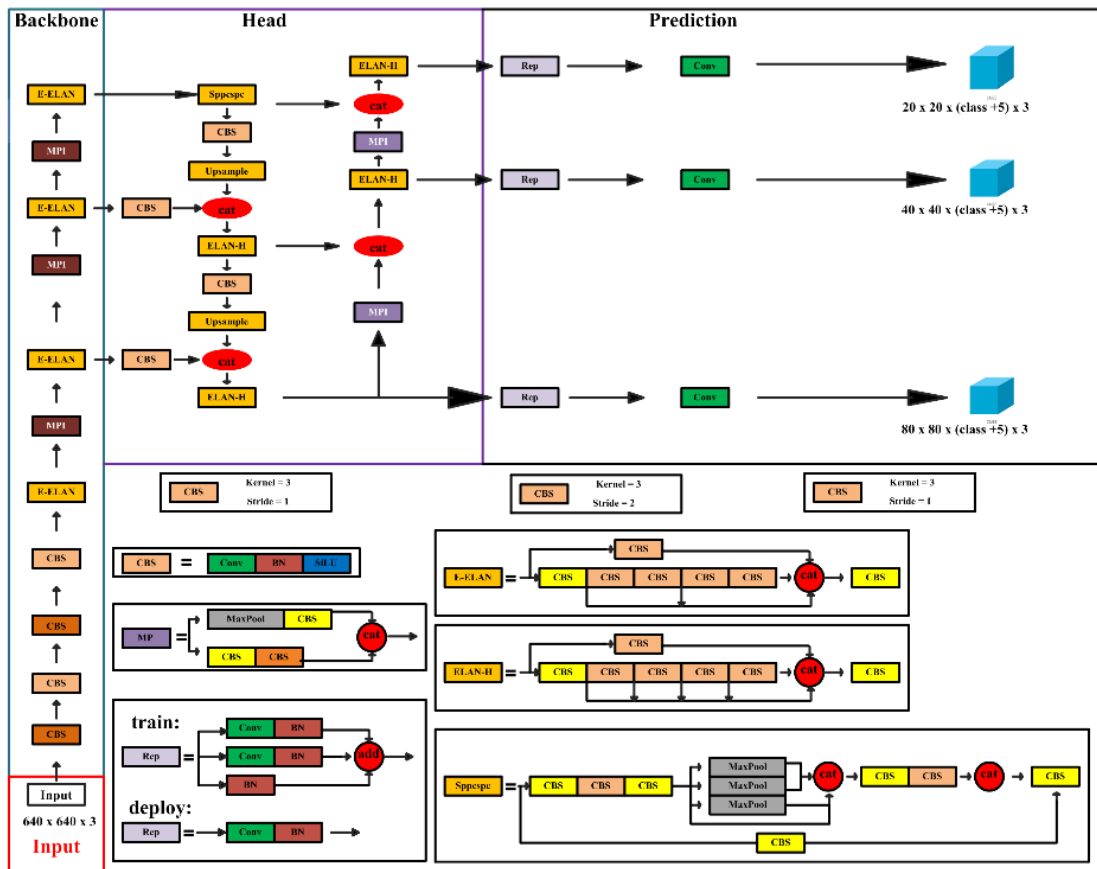 Backbone
Head
Prediction
E-ELAN
MPI
E-ELAN
MPI
E-ELAN
MPI
E-ELAN
CBS
CBS
CBS
CBS
Input
640 x 640 x 3
Input
Sppcspc
CBS
Upsample
CBS
cat
ELAN-H
CBS
Upsample
CBS
cat
ELAN-H
ELAN-H
cat
MPI
ELAN-H
cat
MPI
Rep
Conv
20 x 20 x (class +5) x 3
Rep
Conv
40 x 40 x (class +5) x 3
Rep
Conv
80 x 80 x (class +5) x 3
CBS
Kernel = 3
Stride = 1
CBS
Kernel = 3
Stride = 2
CBS
Kernel = 3
Stride = 1
CBS = Conv BN SILU
MP =
MaxPool CBS
CBS CBS
cat
train:
Rep =
Conv BN
Conv BN
BN
add
deploy:
Rep = Conv BN
CBS
E-ELAN = CBS CBS CBS CBS CBS cat CBS
CBS
ELAN-H = CBS CBS CBS CBS CBS cat CBS
Sppcspc = CBS CBS CBS
MaxPool
MaxPool
MaxPool
cat
CBS CBS
cat
CBS
CBS